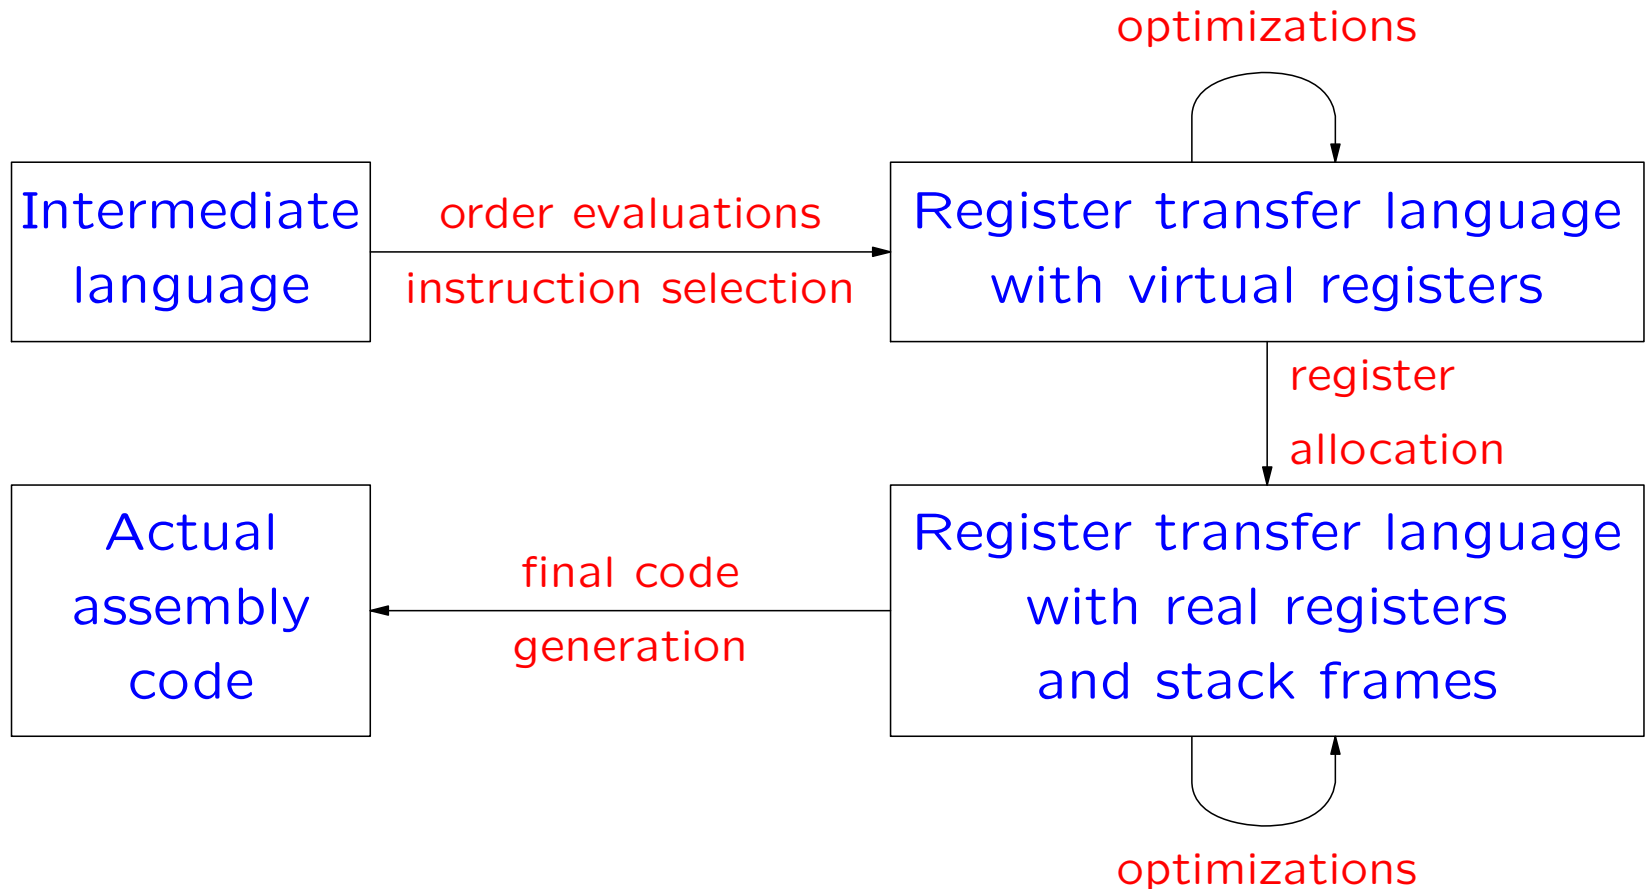 optimizations
Intermediate
language
order evaluations
instruction selection
Register transfer language
with virtual registers
register
allocation
Actual
assembly
code
final code
generation
Register transfer language
with real registers
and stack frames
optimizations